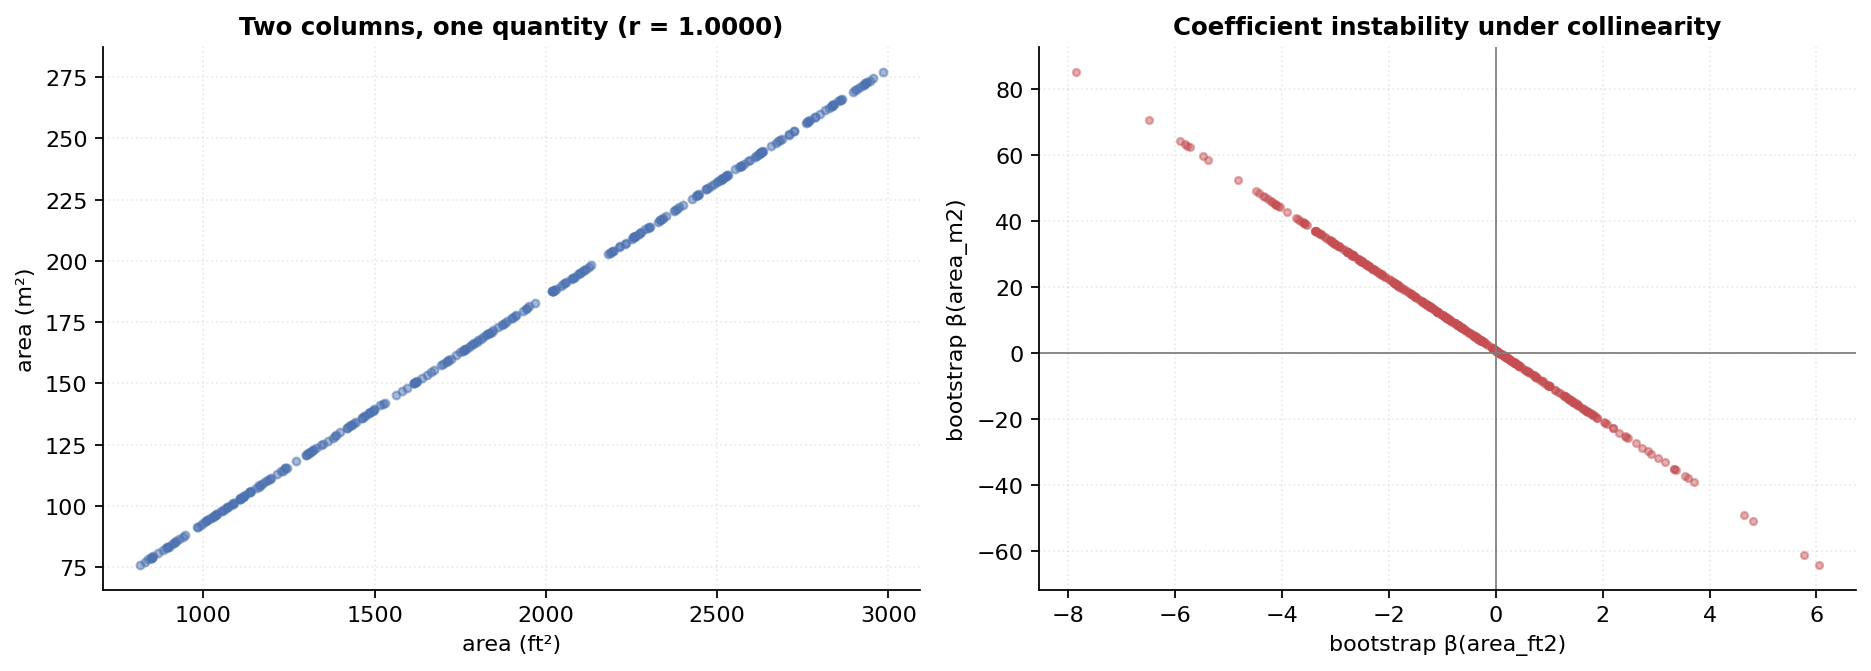 Two columns, one quantity (r = 1.0000)
275
250
225
200
175
150
125
100
75
area (m²)
1000 1500 2000 2500 3000
area (ft²)
Coefficient instability under collinearity
80
60
40
20
0
−20
−40
−60
bootstrap β(area_m2)
−8 −6 −4 −2 0 2 4 6
bootstrap β(area_ft2)